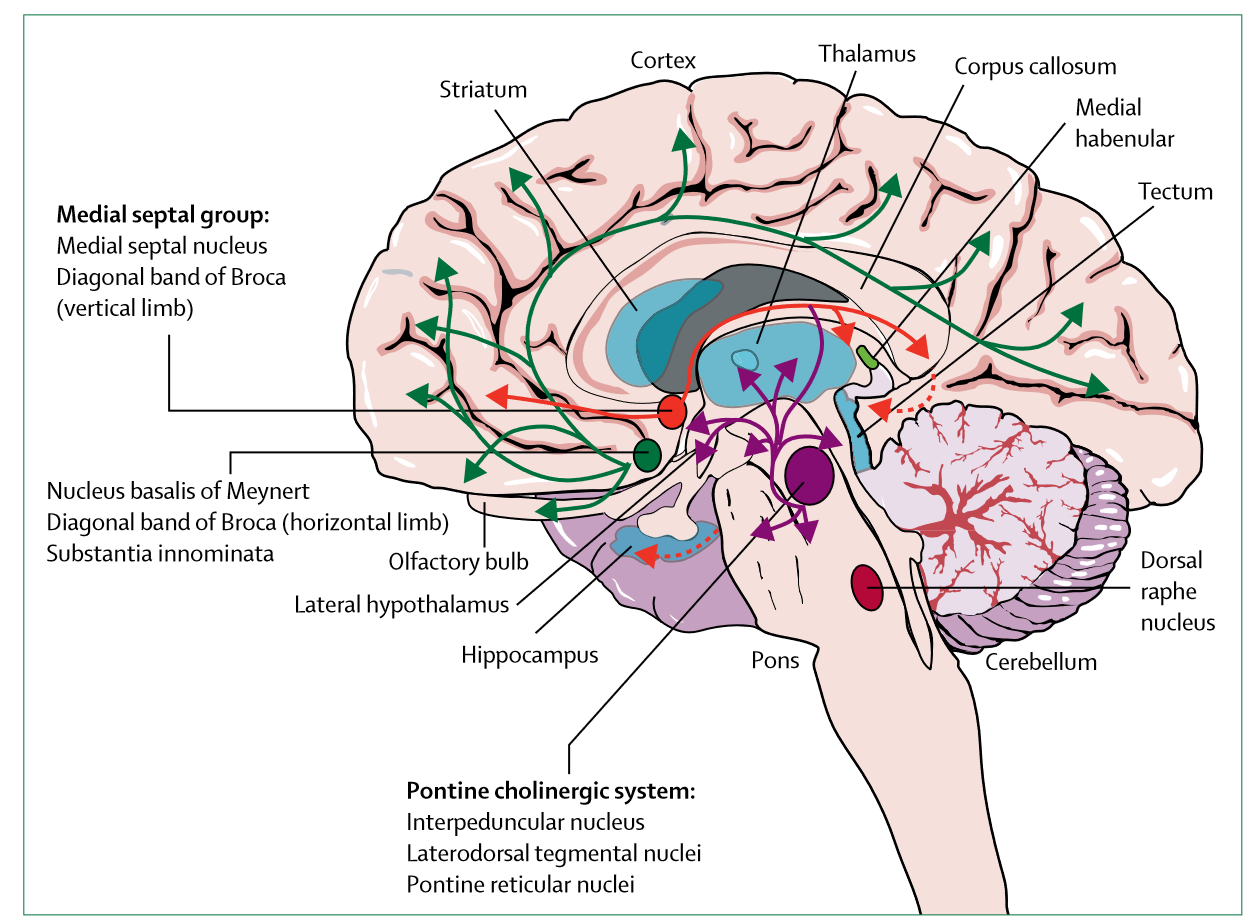 Cortex
Thalamus
Corpus callosum
Striatum
Medial
habenular
Tectum
Medial septal group:
Medial septal nucleus
Diagonal band of Broca
(vertical limb)
Nucleus basalis of Meynert
Diagonal band of Broca (horizontal limb)
Substantia innominata
Olfactory bulb
Lateral hypothalamus
Hippocampus
Pons
Cerebellum
Dorsal
raphe
nucleus
Pontine cholinergic system:
Interpeduncular nucleus
Laterodorsal tegmental nuclei
Pontine reticular nuclei